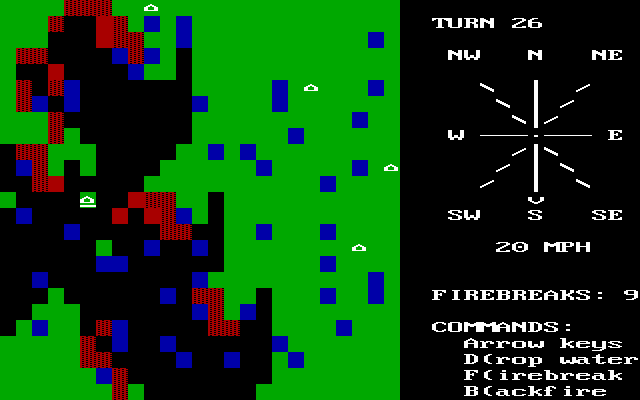 TURN 26
NW N NE
W E
SW S SE
20 MPH
FIREBREAKS: 9
COMMANDS:
Arrow keys
D(rop water
F(irebreak
B(ackfire